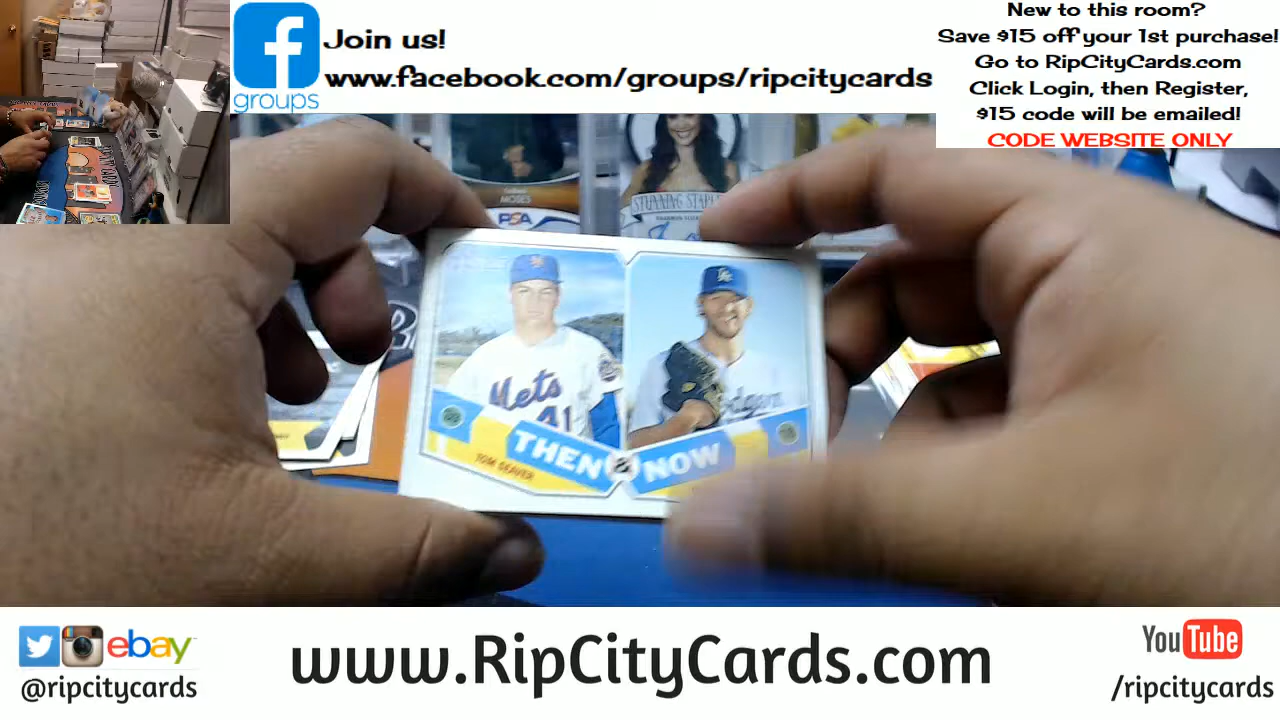 groups
Join us!
www.facebook.com/groups/ripcitycards
New to this room?
Save $15 off your 1st purchase!
Go to RipCityCards.com
Click Login, then Register,
$15 code will be emailed!
CODE WEBSITE ONLY
MOSES
PSA
STUNNING
LA
Mets
41
THEN & NOW
TOM SEAVER
ebay
@ripcitycards
www.RipCityCards.com
YouTube
/ripcitycards